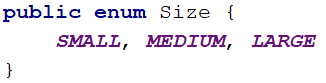 public enum Size {
    SMALL, MEDIUM, LARGE
}